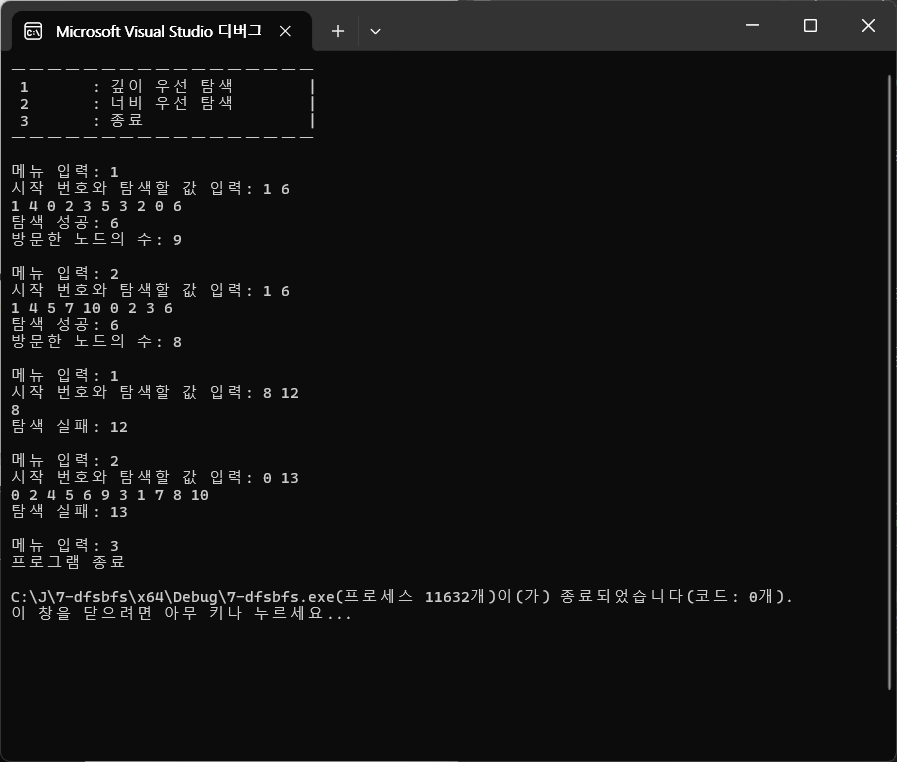 Microsoft Visual Studio 디버그
1 : 깊이 우선 탐색 |
2 : 너비 우선 탐색 |
3 : 종료 |
메뉴 입력: 1
시작 번호와 탐색할 값 입력: 1 6
1 4 0 2 3 5 3 2 0 6
탐색 성공: 6
방문한 노드의 수: 9
메뉴 입력: 2
시작 번호와 탐색할 값 입력: 1 6
1 4 5 7 10 0 2 3 6
탐색 성공: 6
방문한 노드의 수: 8
메뉴 입력: 1
시작 번호와 탐색할 값 입력: 8 12
8
탐색 실패: 12
메뉴 입력: 2
시작 번호와 탐색할 값 입력: 0 13
0 2 4 5 6 9 3 1 7 8 10
탐색 실패: 13
메뉴 입력: 3
프로그램 종료
C:\J\7-dfsbfs\x64\Debug\7-dfsbfs.exe(프로세스 11632개)이(가) 종료되었습니다(코드: 0개).
이 창을 닫으려면 아무 키나 누르세요...